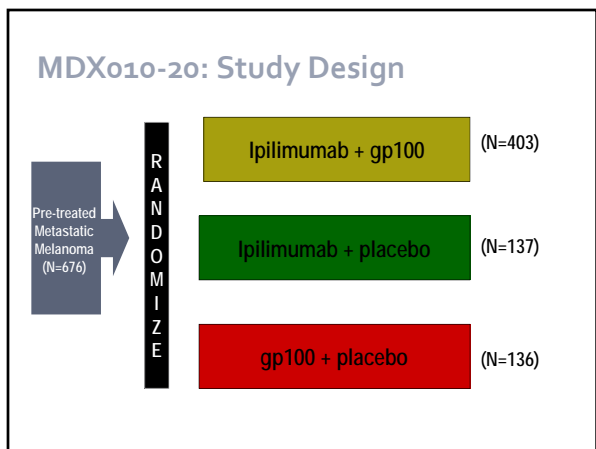 MDX010-20: Study Design
Pre-treated
Metastatic
Melanoma
(N=676)
R
A
N
D
O
M
I
Z
E
Ipilimumab + gp100
(N=403)
Ipilimumab + placebo
(N=137)
gp100 + placebo
(N=136)